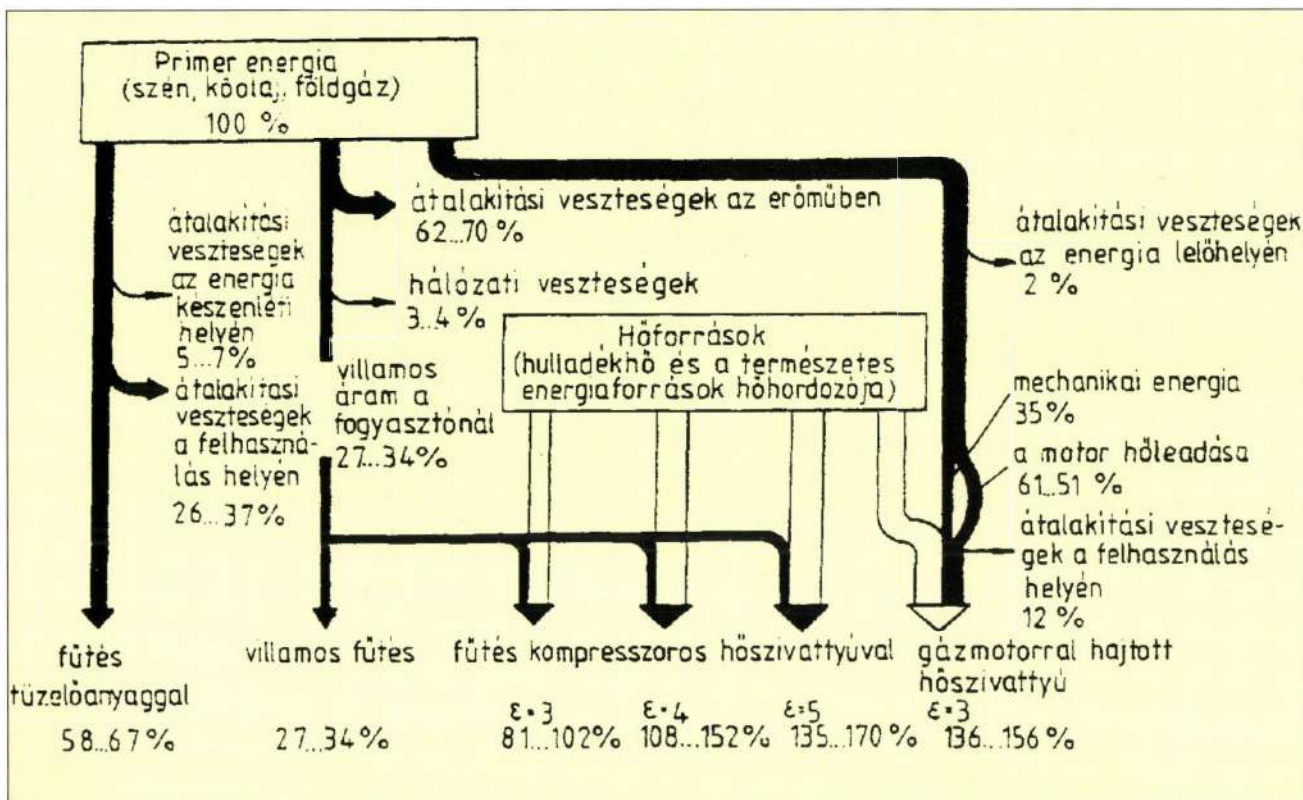 Primer energia
(szén, kőolaj, földgáz)
100 %
átalakítási veszteségek az erőműben
62...70 %
hálózati veszteségek
3...4 %
átalakítási
veszteségek
az energia
készenléti
helyén
5...7%
átalakítási
veszteségek
a felhaszná-
lás helyén
26...37%
villamos
áram a
fogyasztónál
27...34%
Hőforrások
(hulladékhő és a természetes
energiaforrások hőhordozója)
átalakítási veszteségek
az energia lelőhelyén
2 %
mechanikai energia
35%
a motor hőleadása
61...51 %
átalakítási vesztesé-
gek a felhasználás
helyén
12 %
fűtés
tüzelőanyaggal
58...67%
villamos fűtés
27...34%
fűtés kompresszoros hőszivattyúval
ε=3
81...102%
ε=4
108...152%
ε=5
135...170%
gázmotorral hajtott
hőszivattyú
ε=3
136...156%